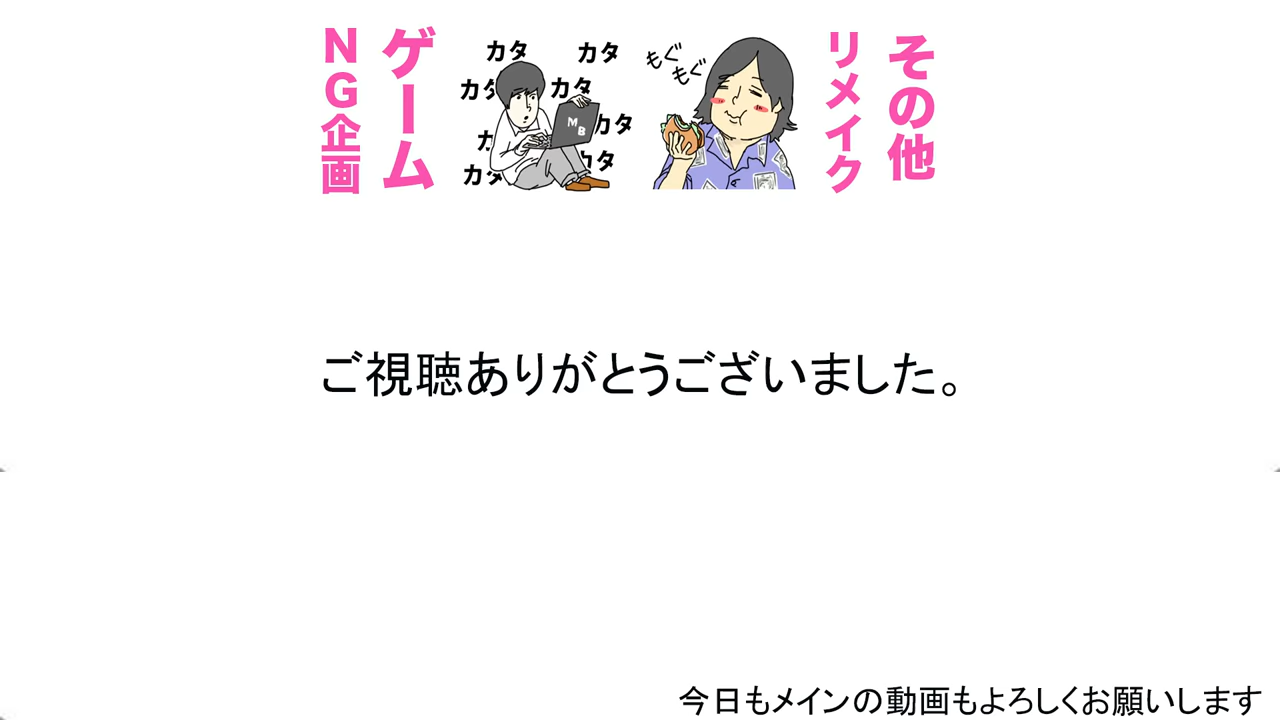 ゲーム
NG企画
カタ
カタ
カタ
カタ
カタ
カ
タ
カタ
MB
もぐ
もぐ
その他
リメイク
ご視聴ありがとうございました。
今日もメインの動画もよろしくお願いします